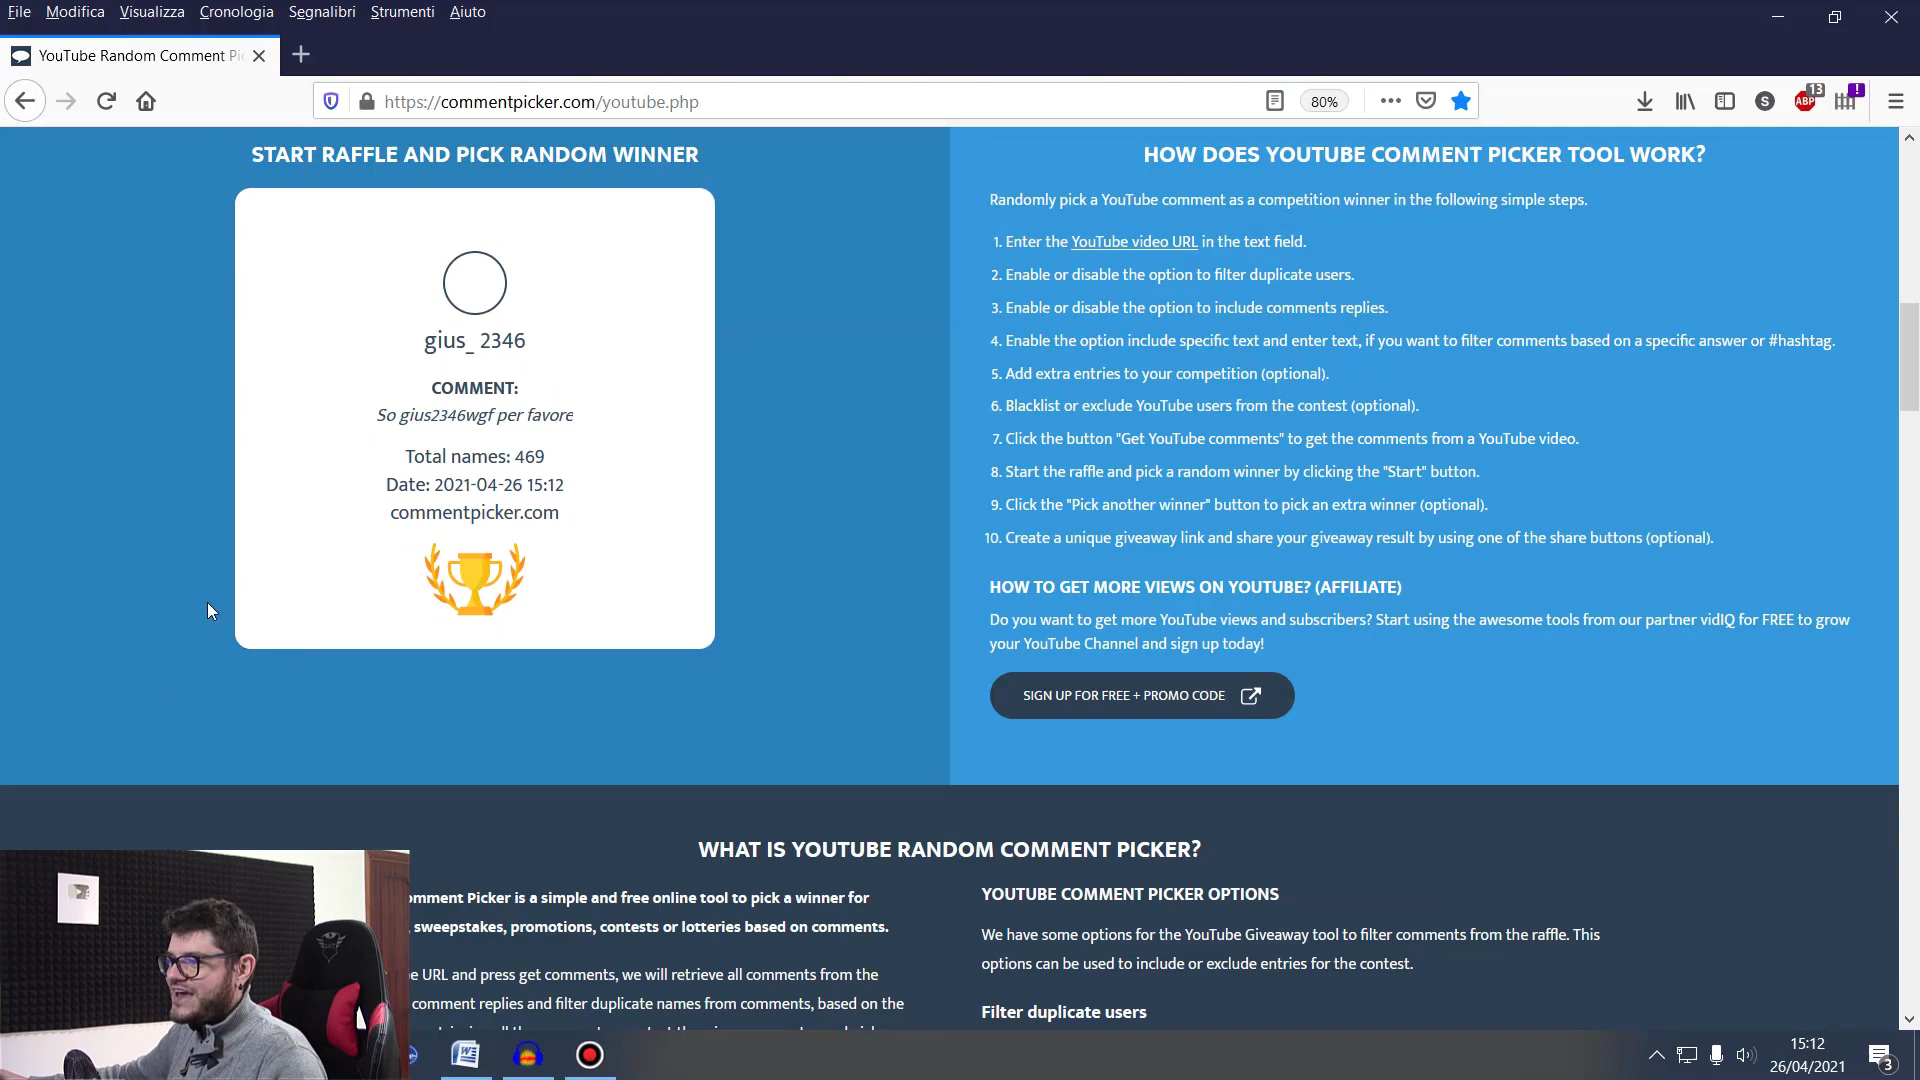 File Modifica Visualizza Cronologia Segnalibri Strumenti Aiuto
YouTube Random Comment Pi
https://commentpicker.com/youtube.php
80%
13
ABP
S
!
START RAFFLE AND PICK RANDOM WINNER
gius_ 2346
COMMENT:
So gius2346wgf per favore
Total names: 469
Date: 2021-04-26 15:12
commentpicker.com
HOW DOES YOUTUBE COMMENT PICKER TOOL WORK?
Randomly pick a YouTube comment as a competition winner in the following simple steps.
1. Enter the YouTube video URL in the text field.
2. Enable or disable the option to filter duplicate users.
3. Enable or disable the option to include comments replies.
4. Enable the option include specific text and enter text, if you want to filter comments based on a specific answer or #hashtag.
5. Add extra entries to your competition (optional).
6. Blacklist or exclude YouTube users from the contest (optional).
7. Click the button "Get YouTube comments" to get the comments from a YouTube video.
8. Start the raffle and pick a random winner by clicking the "Start" button.
9. Click the "Pick another winner" button to pick an extra winner (optional).
10. Create a unique giveaway link and share your giveaway result by using one of the share buttons (optional).
HOW TO GET MORE VIEWS ON YOUTUBE? (AFFILIATE)
Do you want to get more YouTube views and subscribers? Start using the awesome tools from our partner vidIQ for FREE to grow
your YouTube Channel and sign up today!
SIGN UP FOR FREE + PROMO CODE
WHAT IS YOUTUBE RANDOM COMMENT PICKER?
omment Picker is a simple and free online tool to pick a winner for
, sweepstakes, promotions, contests or lotteries based on comments.
e URL and press get comments, we will retrieve all comments from the
comment replies and filter duplicate names from comments, based on the
YOUTUBE COMMENT PICKER OPTIONS
We have some options for the YouTube Giveaway tool to filter comments from the raffle. This
options can be used to include or exclude entries for the contest.
Filter duplicate users
15:12
26/04/2021
3